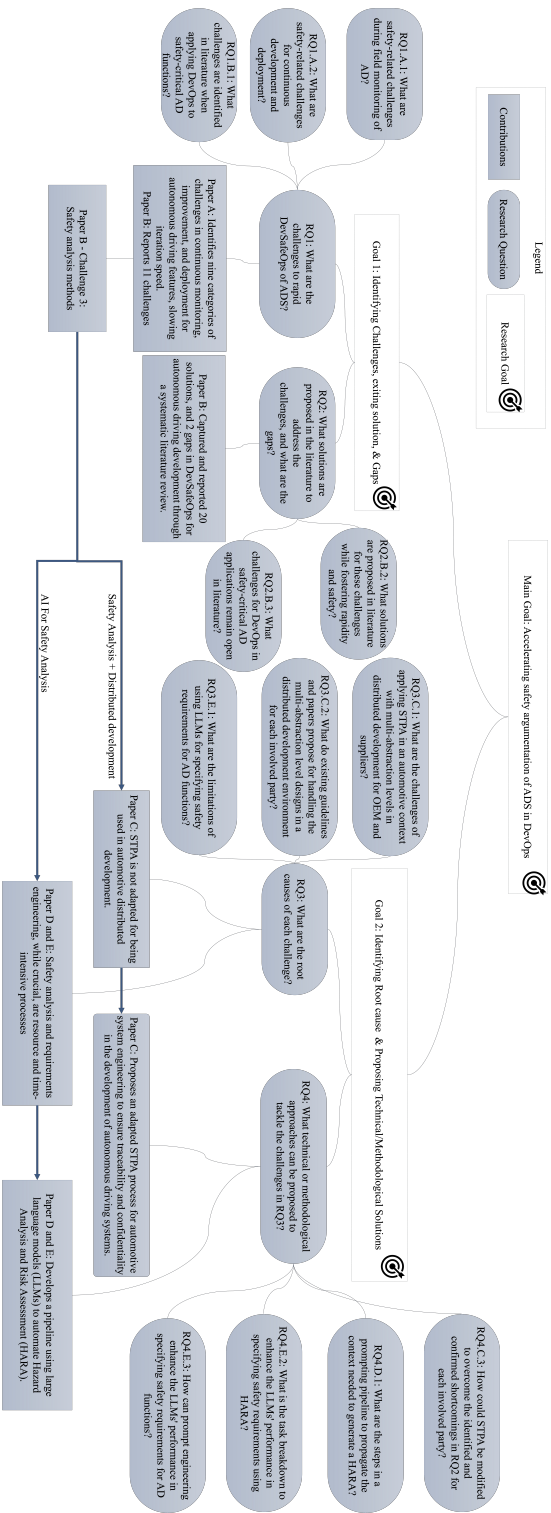 Legend
Contributions
Research Question
Research Goal
Main Goal: Accelerating safety argumentation of ADS in DevOps
Goal 1: Identifying Challenges, exiting solution, & Gaps
Goal 2: Identifying Root cause & Proposing Technical/Methodological Solutions
RQ1.A.1: What are
safety-related challenges
during field monitoring of
AD?
RQ1.A.2: What are
safety-related challenges
for continuous
development and
deployment?
RQ1.B.1: What
challenges are identified
in literature when
applying DevOps to
safety-critical AD
functions?
RQ1: What are the
challenges to rapid
DevSafeOps of ADS?
Paper A: Identifies nine categories of
challenges in continuous monitoring,
improvement, and deployment for
autonomous driving features, slowing
iteration speed.
Paper B: Reports 11 challenges
RQ2: What solutions are
proposed in the literature to
address the
challenges, and what are the
gaps?
Paper B: Captured and reported 20
solutions, and 2 gaps in DevSafeOps for
autonomous driving development through
a systematic literature review.
RQ2.B.2: What solutions
are proposed in literature
for these challenges
while fostering rapidity
and safety?
RQ2.B.3: What
challenges for DevOps in
safety-critical AD
applications remain open
in literature?
RQ3.C.1: What are the challenges of
applying STPA in an automotive context
with multi-abstraction levels in
distributed development for OEM and
suppliers?
RQ3.C.2: What do existing guidelines
and papers propose for handling the
multi-abstraction level designs in a
distributed development environment
for each involved party?
RQ3.E.1: What are the limitations of
using LLMs for specifying safety
requirements for AD functions?
RQ3: What are the root
causes of each challenge?
RQ4: What technical or methodological
approaches can be proposed to
tackle the challenges in RQ3?
RQ4.C.3: How could STPA be modified
to overcome the identified and
confirmed shortcomings in RQ2 for
each involved party?
RQ4.D.1: What are the steps in a
prompting pipeline to propagate the
context needed to generate a HARA?
RQ4.E.2: What is the task breakdown to
enhance the LLMs' performance in
specifying safety requirements using
HARA?
RQ4.E.3: How can prompt engineering
enhance the LLMs' performance in
specifying safety requirements for AD
functions?
Paper B - Challenge 3:
Safety analysis methods
Safety Analysis + Distributed development
AI For Safety Analysis
Paper C: STPA is not adapted for being
used in automotive distributed
development.
Paper C: Proposes an adapted STPA process for automotive
system engineering to ensure traceability and confidentiality
in the development of autonomous driving systems.
Paper D and E: Safety analysis and requirements
engineering, while crucial, are resource and time-
intensive processes
Paper D and E: Develops a pipeline using large
language models (LLMs) to automate Hazard
Analysis and Risk Assessment (HARA).